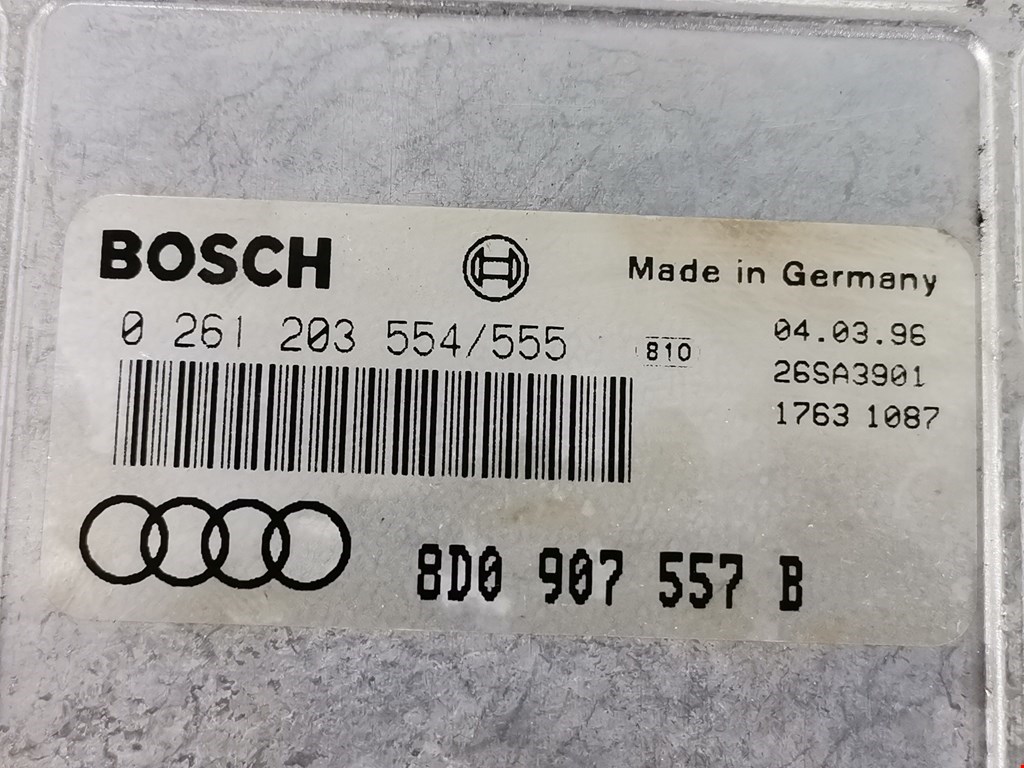 BOSCH
Made in Germany
0 261 203 554/555
810
04.03.96
26SA3901
1763 1087
8D0 907 557 B